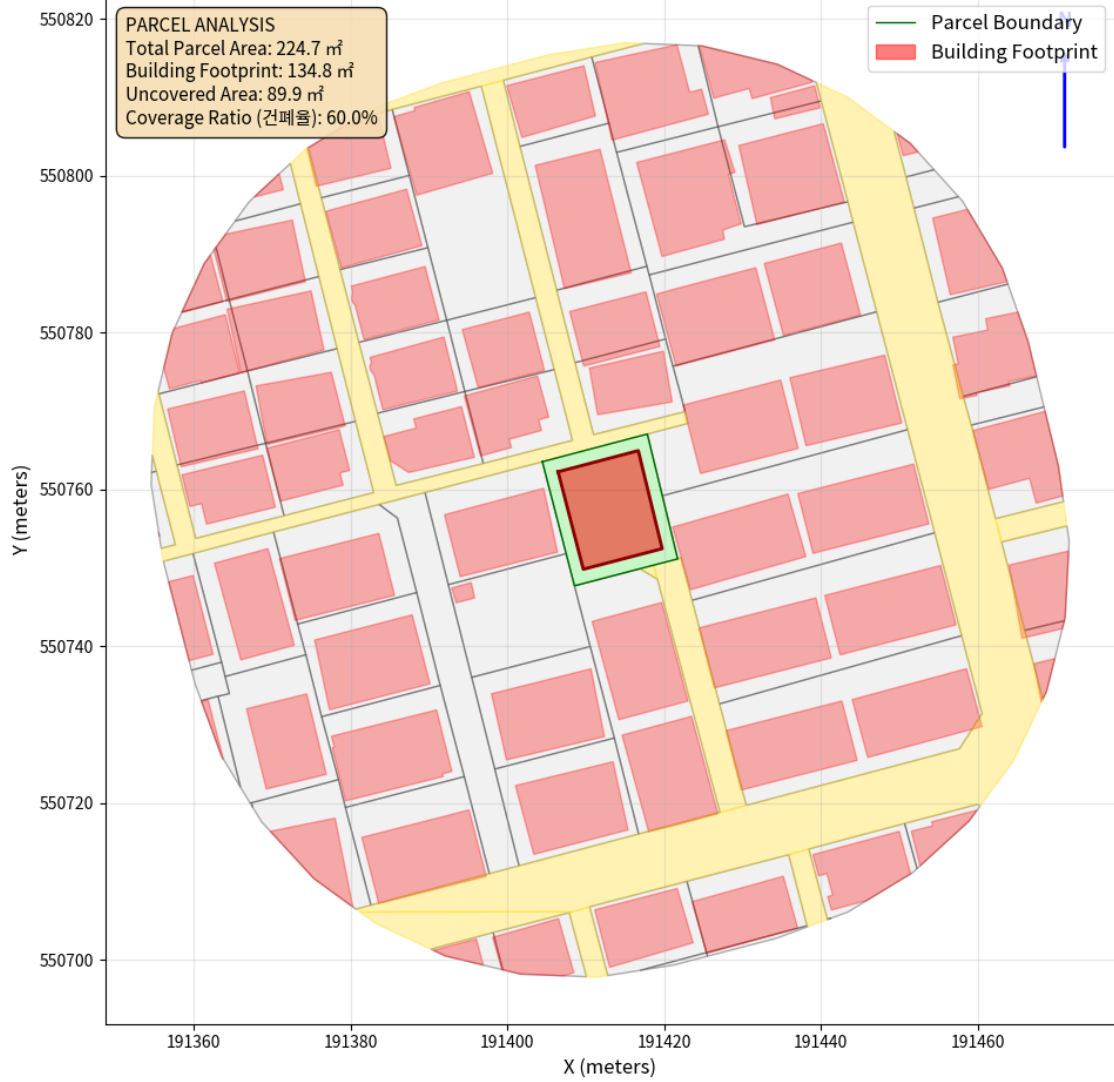 PARCEL ANALYSIS
Total Parcel Area: 224.7 ㎡
Building Footprint: 134.8 ㎡
Uncovered Area: 89.9 ㎡
Coverage Ratio (건폐율): 60.0%
Parcel Boundary
Building Footprint
N
550820
550800
550780
550760
550740
550720
550700
Y (meters)
191360
191380
191400
191420
191440
191460
X (meters)